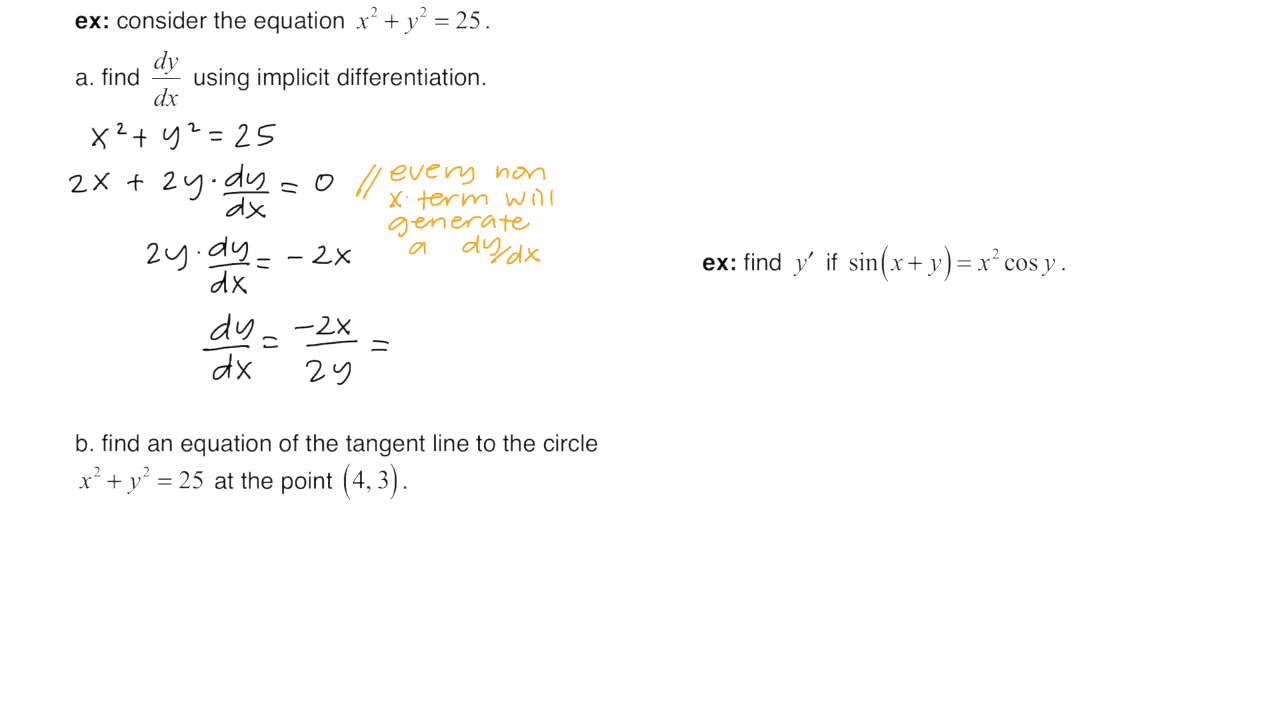 ex: consider the equation x² + y² = 25.
a. find dy/dx using implicit differentiation.
x² + y² = 25
2x + 2y · dy/dx = 0 // every non
x · term will
generate
a dy/dx
2y · dy/dx = -2x
dy/dx = -2x/2y =
b. find an equation of the tangent line to the circle
x² + y² = 25 at the point (4, 3).
ex: find y′ if sin(x + y) = x² cos y.